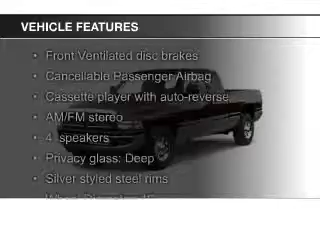 VEHICLE FEATURES
• Front Ventilated disc brakes
• Cancellable Passenger Airbag
• Cassette player with auto-reverse
• AM/FM stereo
• 4 speakers
• Privacy glass: Deep
• Silver styled steel rims